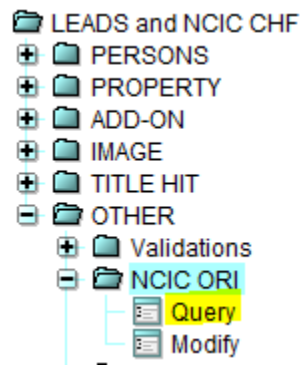 LEADS and NCIC CHF
PERSONS
PROPERTY
ADD-ON
IMAGE
TITLE HIT
OTHER
Validations
NCIC ORI
Query
Modify